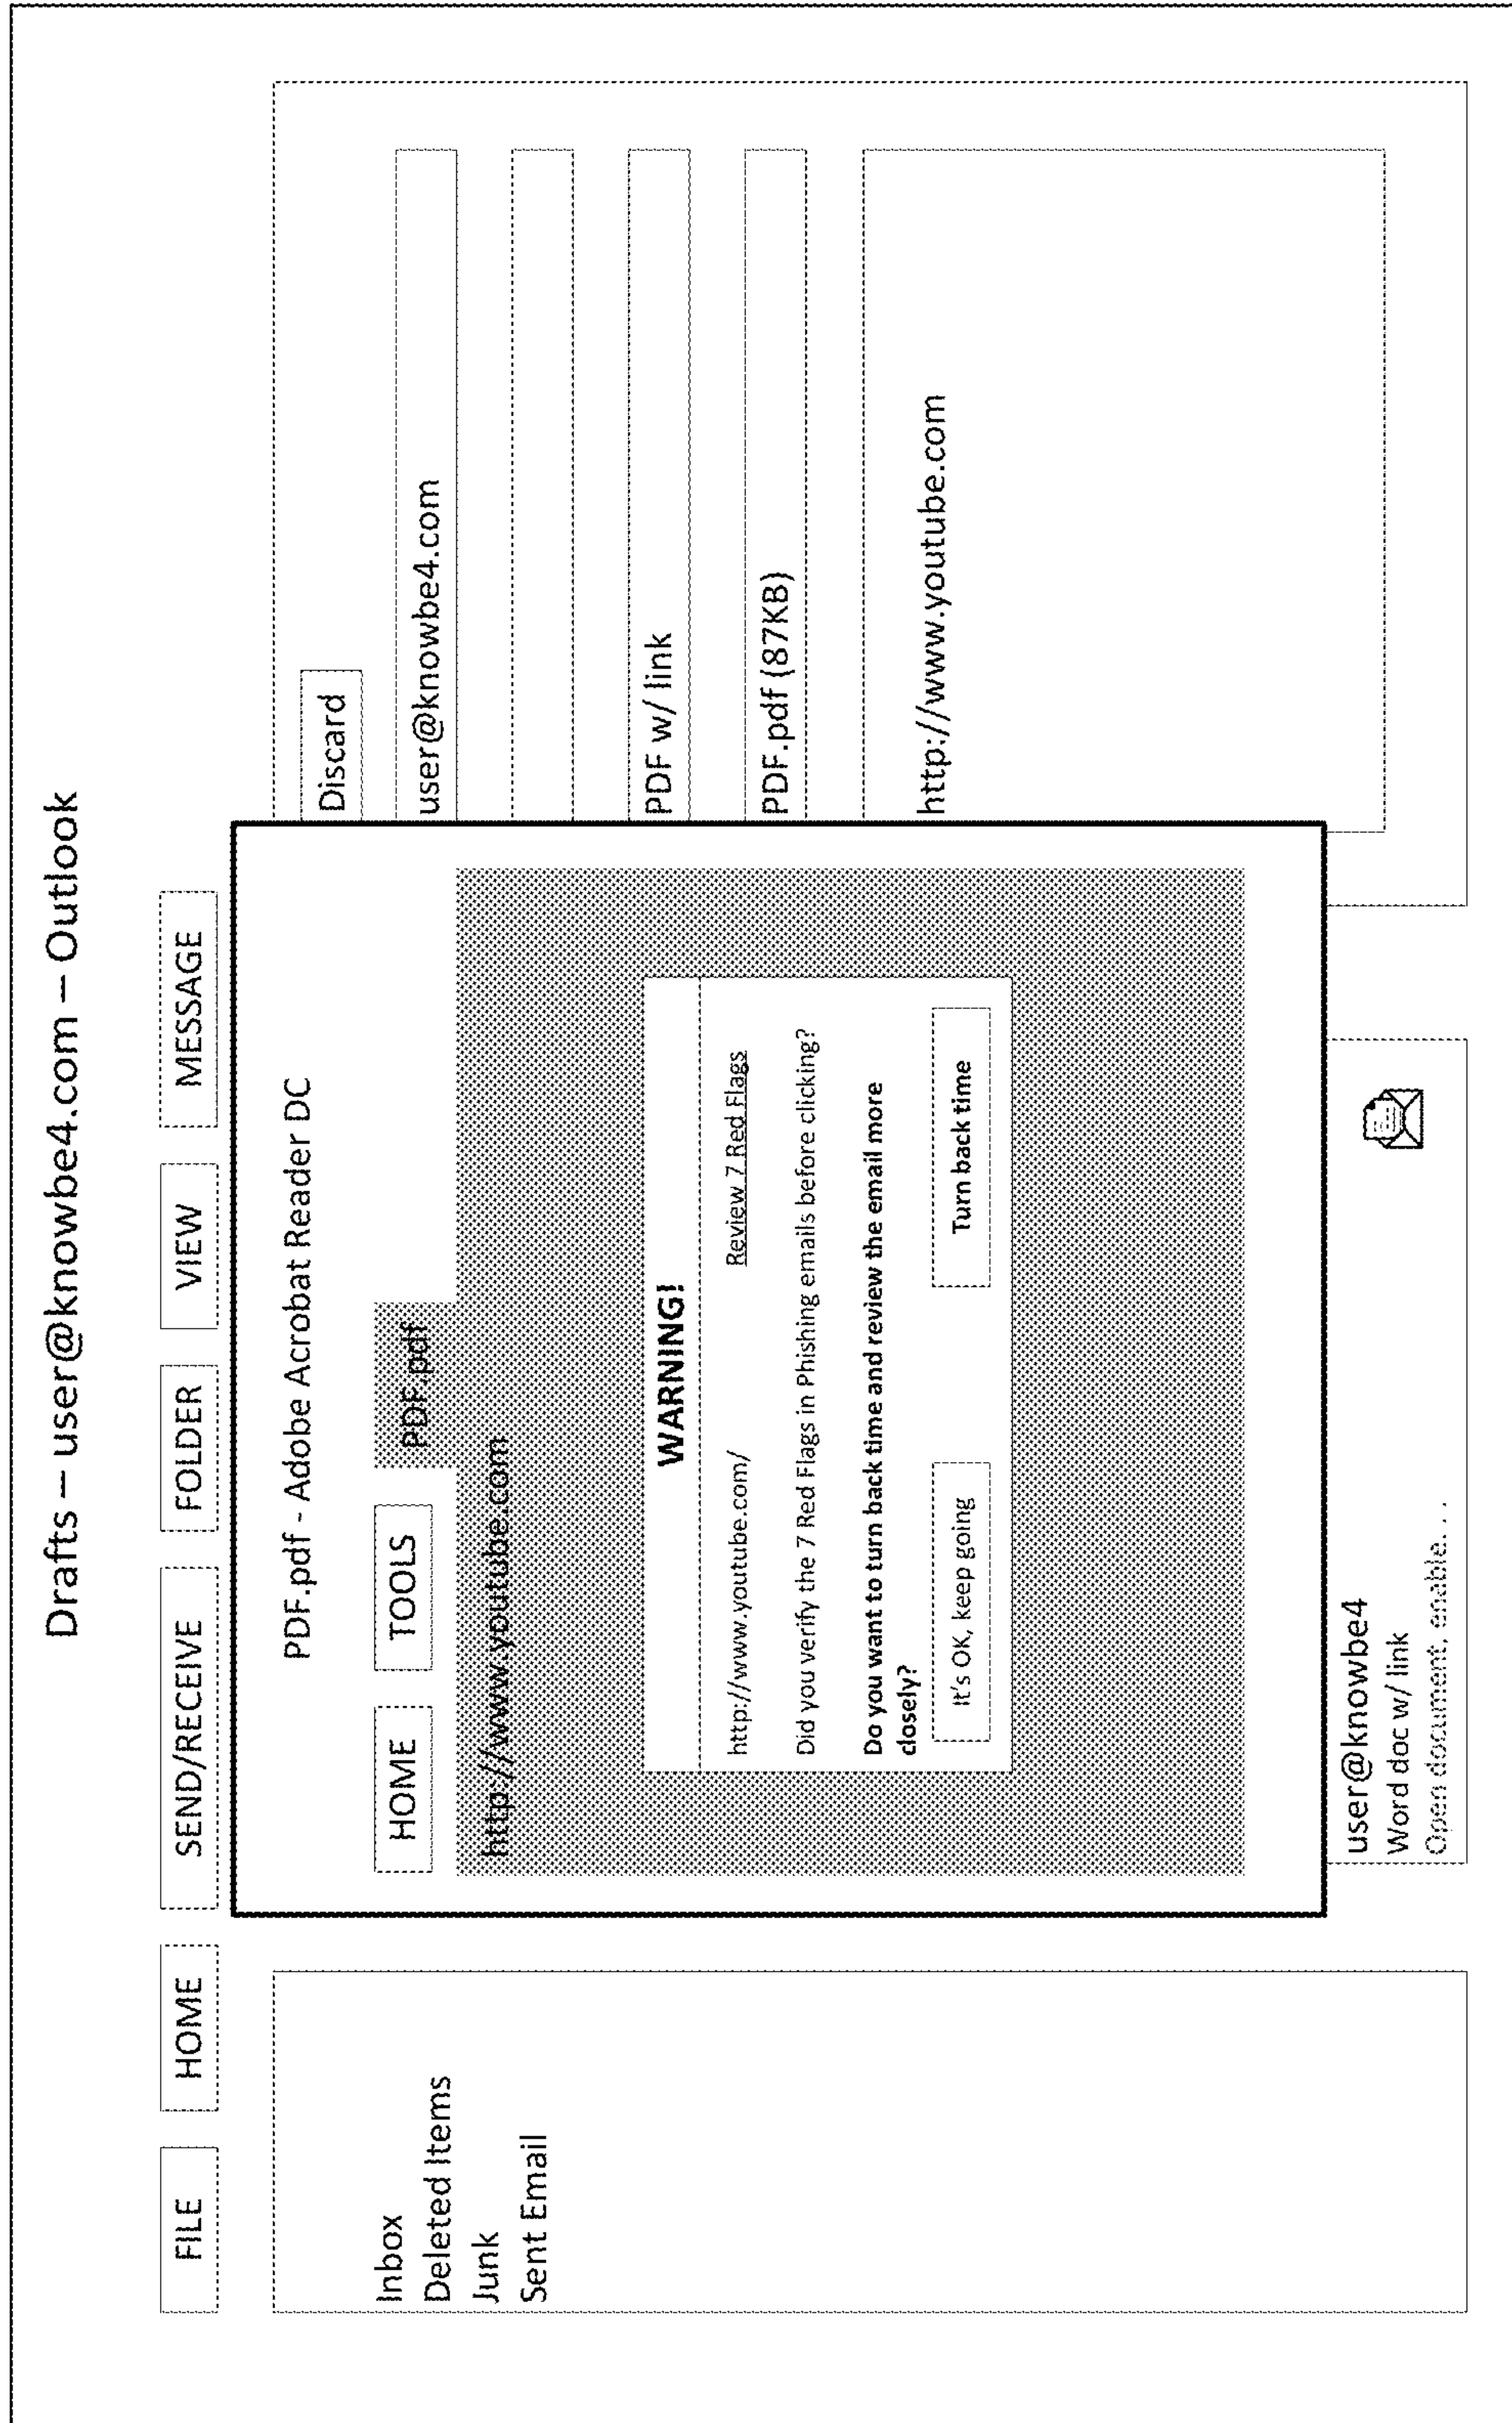 Drafts – user@knowbe4.com – Outlook
FILE
HOME
SEND/RECEIVE
FOLDER
VIEW
MESSAGE
Inbox
Deleted Items
Junk
Sent Email
PDF.pdf - Adobe Acrobat Reader DC
HOME
TOOLS
PDF.pdf
http://www.youtube.com
WARNING!
http://www.youtube.com/
Review 7 Red Flags
Did you verify the 7 Red Flags in Phishing emails before clicking?
Do you want to turn back time and review the email more
closely?
It's OK, keep going
Turn back time
user@knowbe4
Word doc w/ link
Open document, enable. . .
Discard
user@knowbe4.com
PDF w/ link
PDF.pdf (87KB)
http://www.youtube.com